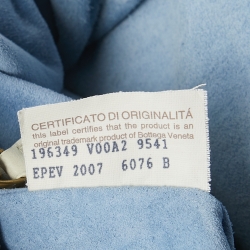 CERTIFICATO DI ORIGINALITÁ
this label certifies that the product is an
original trademark product of Bottega Veneta
196349 V00A2 9541
EPEV 2007 6076 B